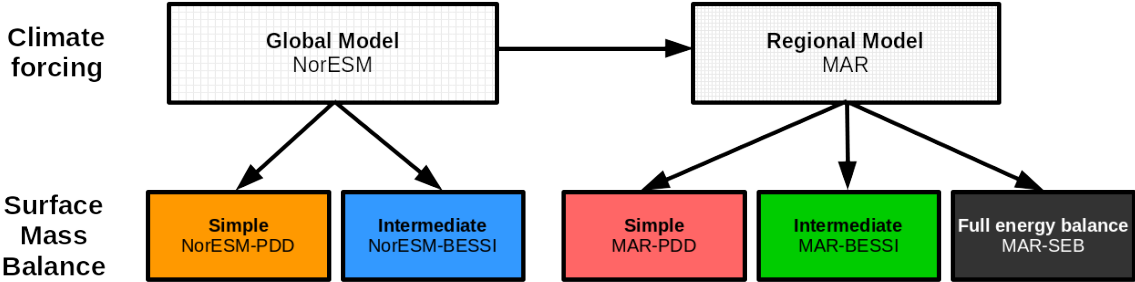 Climate
forcing
Global Model
NorESM
Regional Model
MAR
Surface
Mass
Balance
Simple
NorESM-PDD
Intermediate
NorESM-BESSI
Simple
MAR-PDD
Intermediate
MAR-BESSI
Full energy balance
MAR-SEB